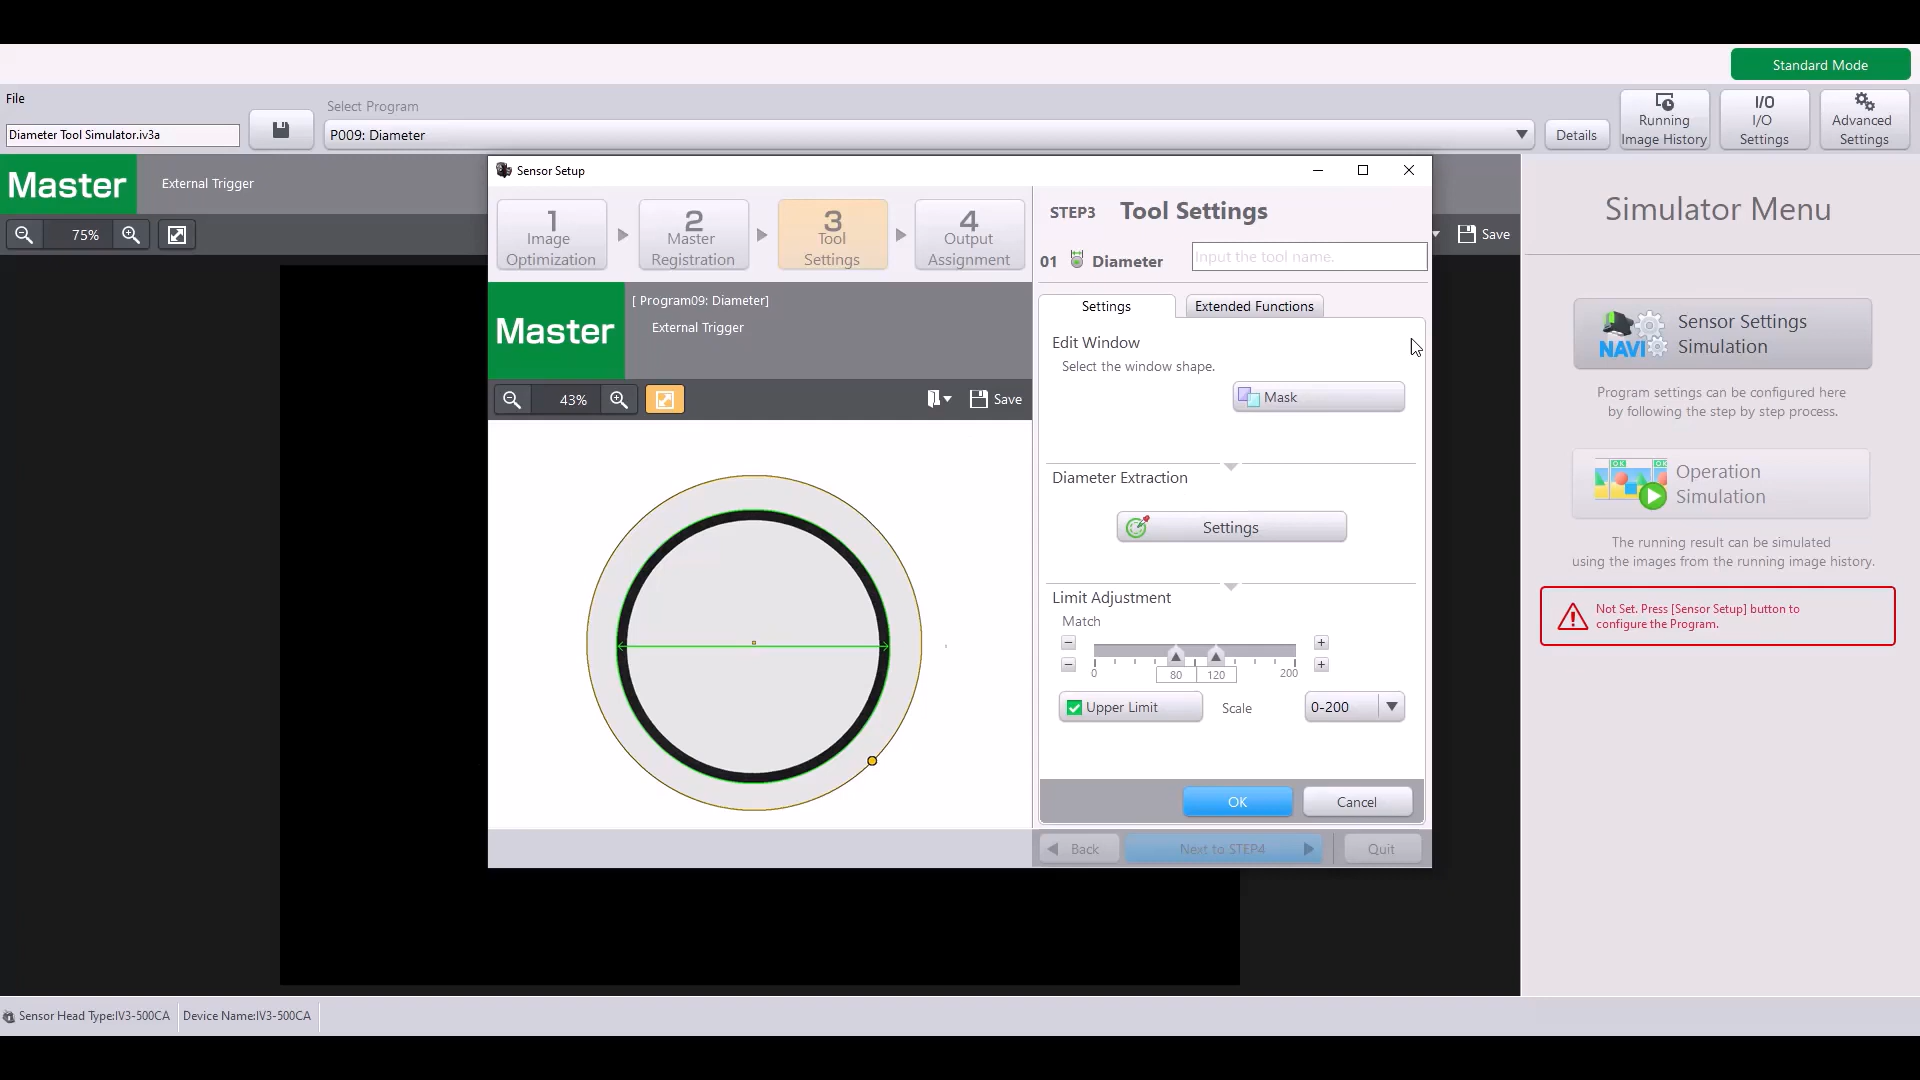 Standard Mode
File
Diameter Tool Simulator.iv3a
Select Program
P009: Diameter
Details
Running
Image History
I/O
I/O
Settings
Advanced
Settings
Master
External Trigger
75%
Save
Sensor Setup
1
Image
Optimization
2
Master
Registration
3
Tool
Settings
4
Output
Assignment
Master
[ Program09: Diameter]
External Trigger
43%
Save
STEP3
Tool Settings
01
Diameter
Input the tool name.
Settings
Extended Functions
Edit Window
Select the window shape.
Mask
Diameter Extraction
Settings
Limit Adjustment
Match
0
80
120
200
Upper Limit
Scale
0-200
OK
Cancel
Back
Next to STEP4
Quit
Simulator Menu
NAVI
Sensor Settings
Simulation
Program settings can be configured here
by following the step by step process.
OK
OK
Operation
Simulation
The running result can be simulated
using the images from the running image history.
Not Set. Press [Sensor Setup] button to
configure the Program.
Sensor Head Type:IV3-500CA
Device Name:IV3-500CA